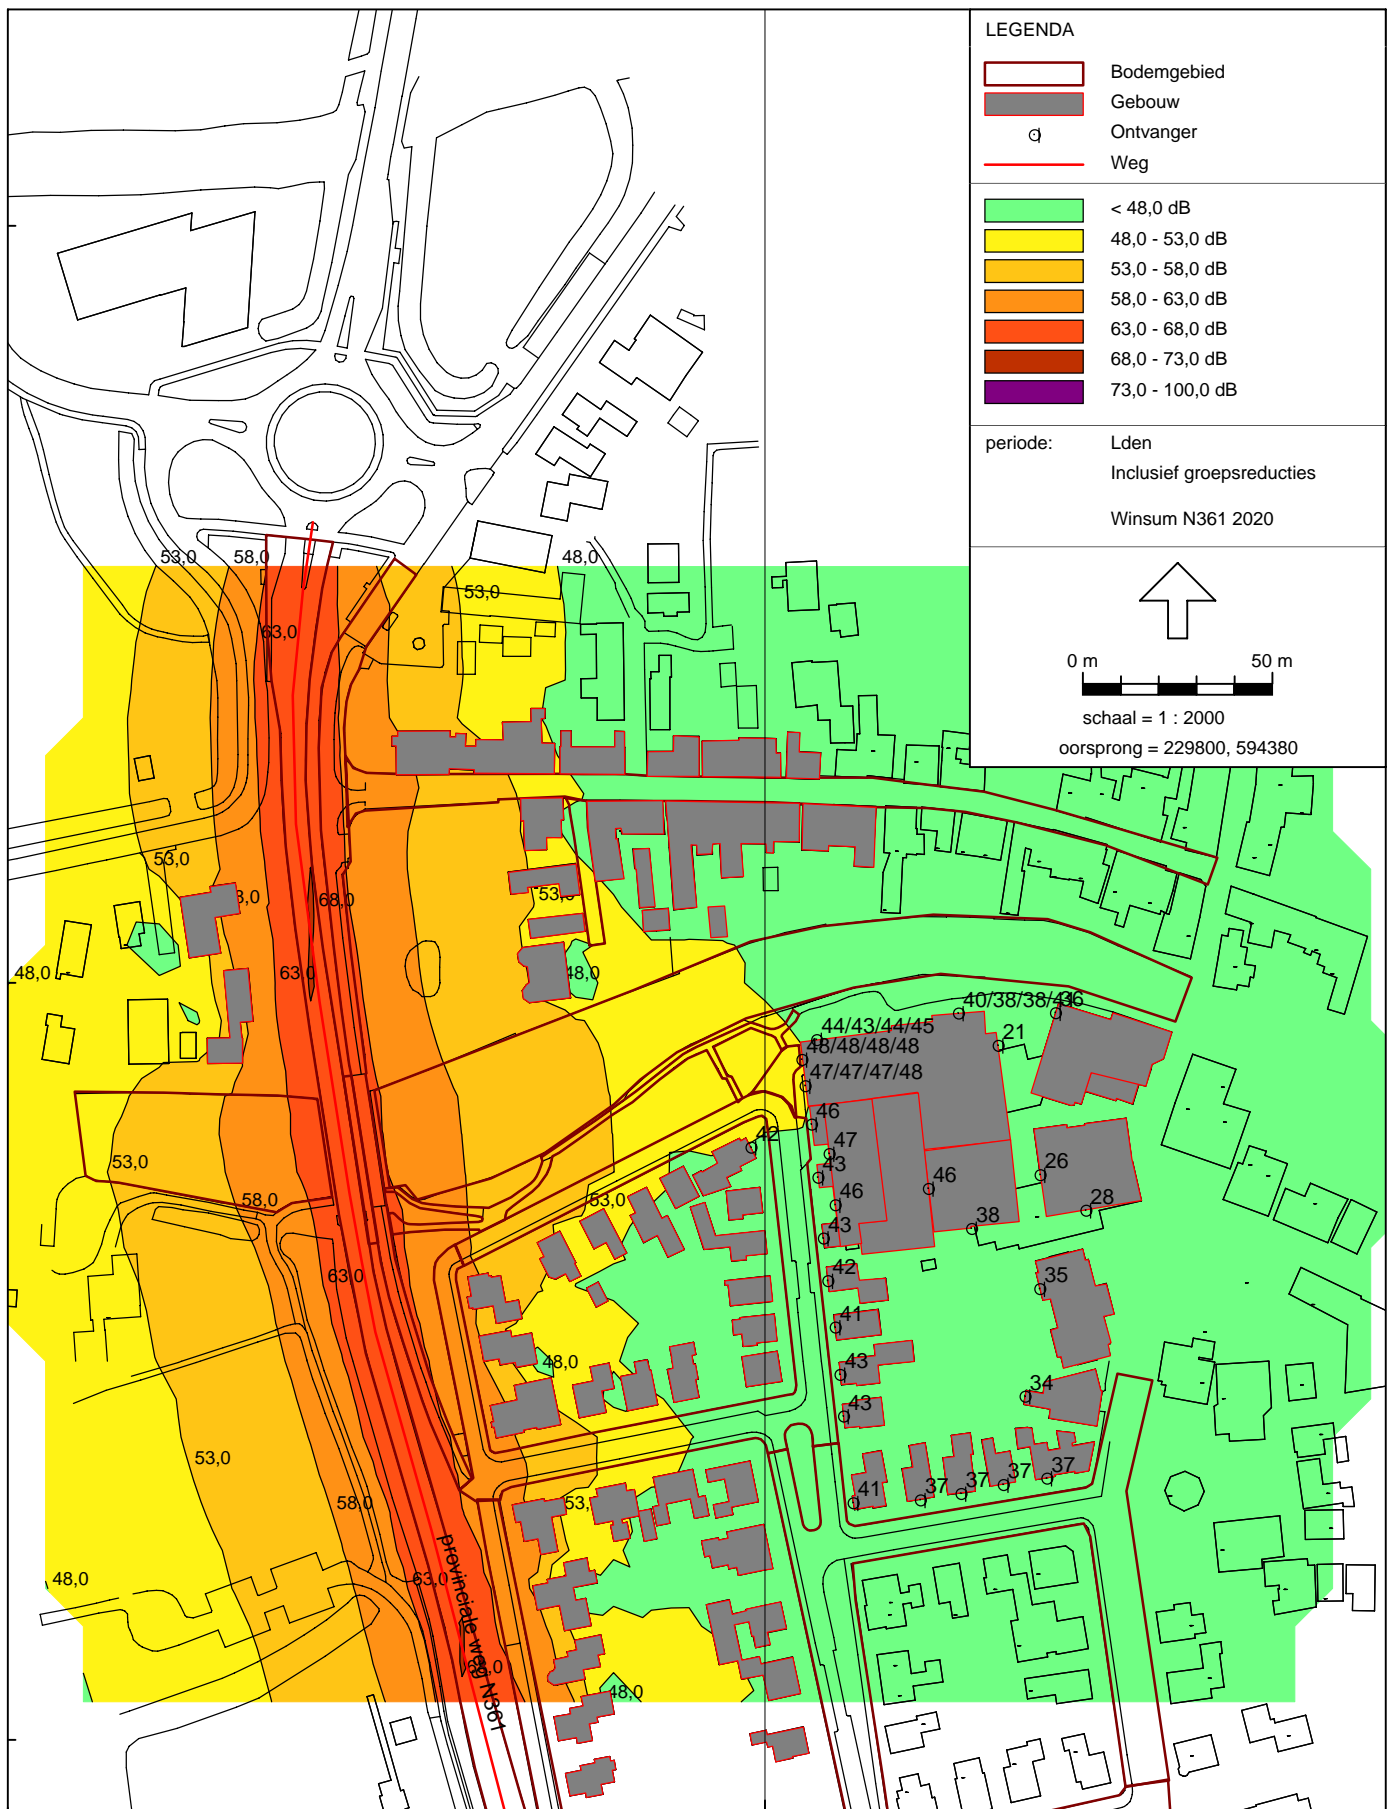 LEGENDA
Bodemgebied
Gebouw
Ontvanger
Weg
< 48,0 dB
48,0 - 53,0 dB
53,0 - 58,0 dB
58,0 - 63,0 dB
63,0 - 68,0 dB
68,0 - 73,0 dB
73,0 - 100,0 dB
periode: Lden
Inclusief groepsreducties
Winsum N361 2020
0 m 50 m
schaal = 1 : 2000
oorsprong = 229800, 594380
53,0 58,0 48,0
53,0
63,0
53,0
68,0
53,0
48,0 63,0 48,0
40/38/38/41
36
44/43/44/45
21
48/48/48/48
47/47/47/48
46
42
47
53,0
43
26
46
58,0 53,0
46
28
43
38
63,0
42
35
41
48,0
43
34
43
53,0
37
37
37
37
41
58,0
48,0
63,0
48,0
provinciale weg N361